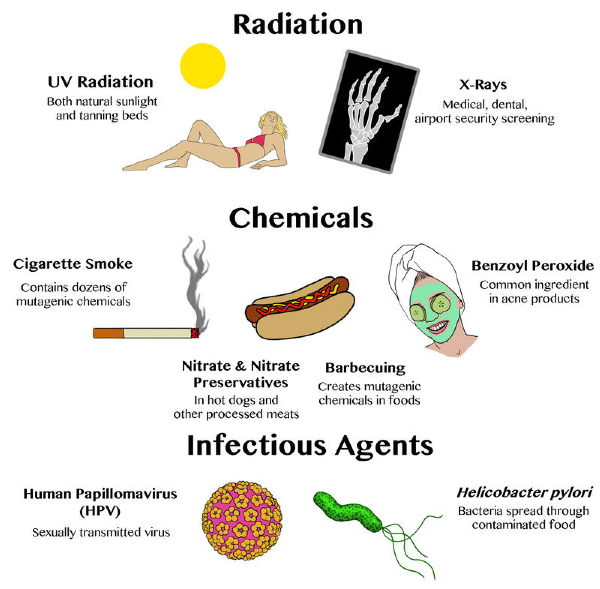 Radiation
UV Radiation
Both natural sunlight
and tanning beds
X-Rays
Medical, dental,
airport security screening
Chemicals
Cigarette Smoke
Contains dozens of
mutagenic chemicals
Benzoyl Peroxide
Common ingredient
in acne products
Nitrate & Nitrate
Preservatives
In hot dogs and
other processed meats
Barbecuing
Creates mutagenic
chemicals in foods
Infectious Agents
Human Papillomavirus
(HPV)
Sexually transmitted virus
Helicobacter pylori
Bacteria spread through
contaminated food